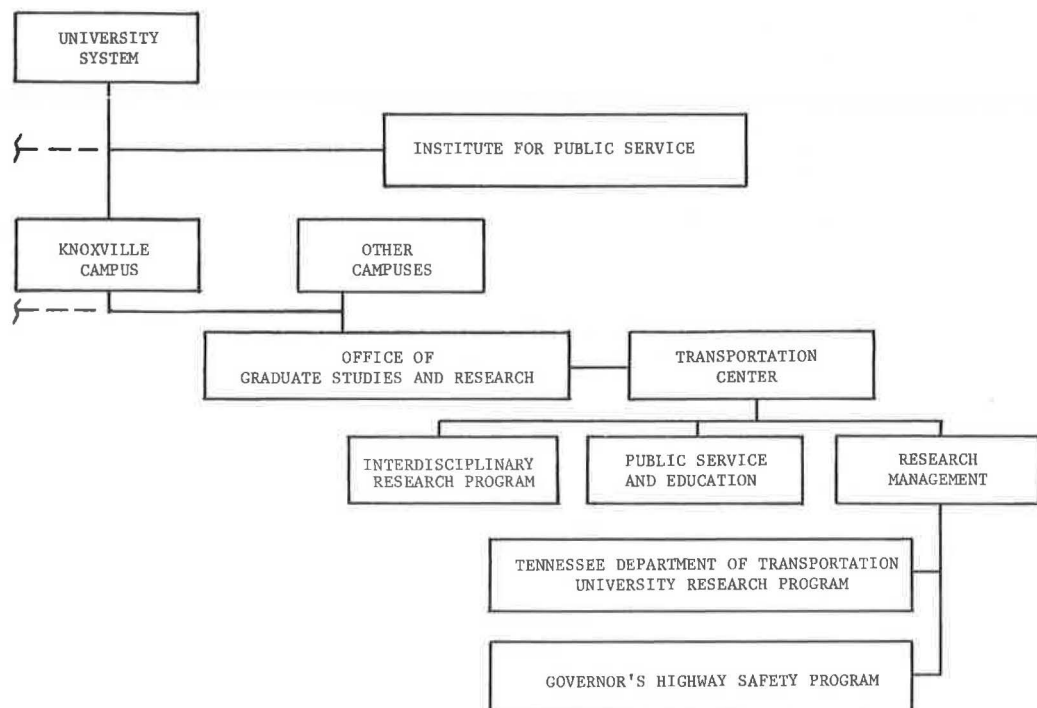 UNIVERSITY
SYSTEM
INSTITUTE FOR PUBLIC SERVICE
KNOXVILLE
CAMPUS
OTHER
CAMPUSES
OFFICE OF
GRADUATE STUDIES AND RESEARCH
TRANSPORTATION
CENTER
INTERDISCIPLINARY
RESEARCH PROGRAM
PUBLIC SERVICE
AND EDUCATION
RESEARCH
MANAGEMENT
TENNESSEE DEPARTMENT OF TRANSPORTATION
UNIVERSITY RESEARCH PROGRAM
GOVERNOR'S HIGHWAY SAFETY PROGRAM